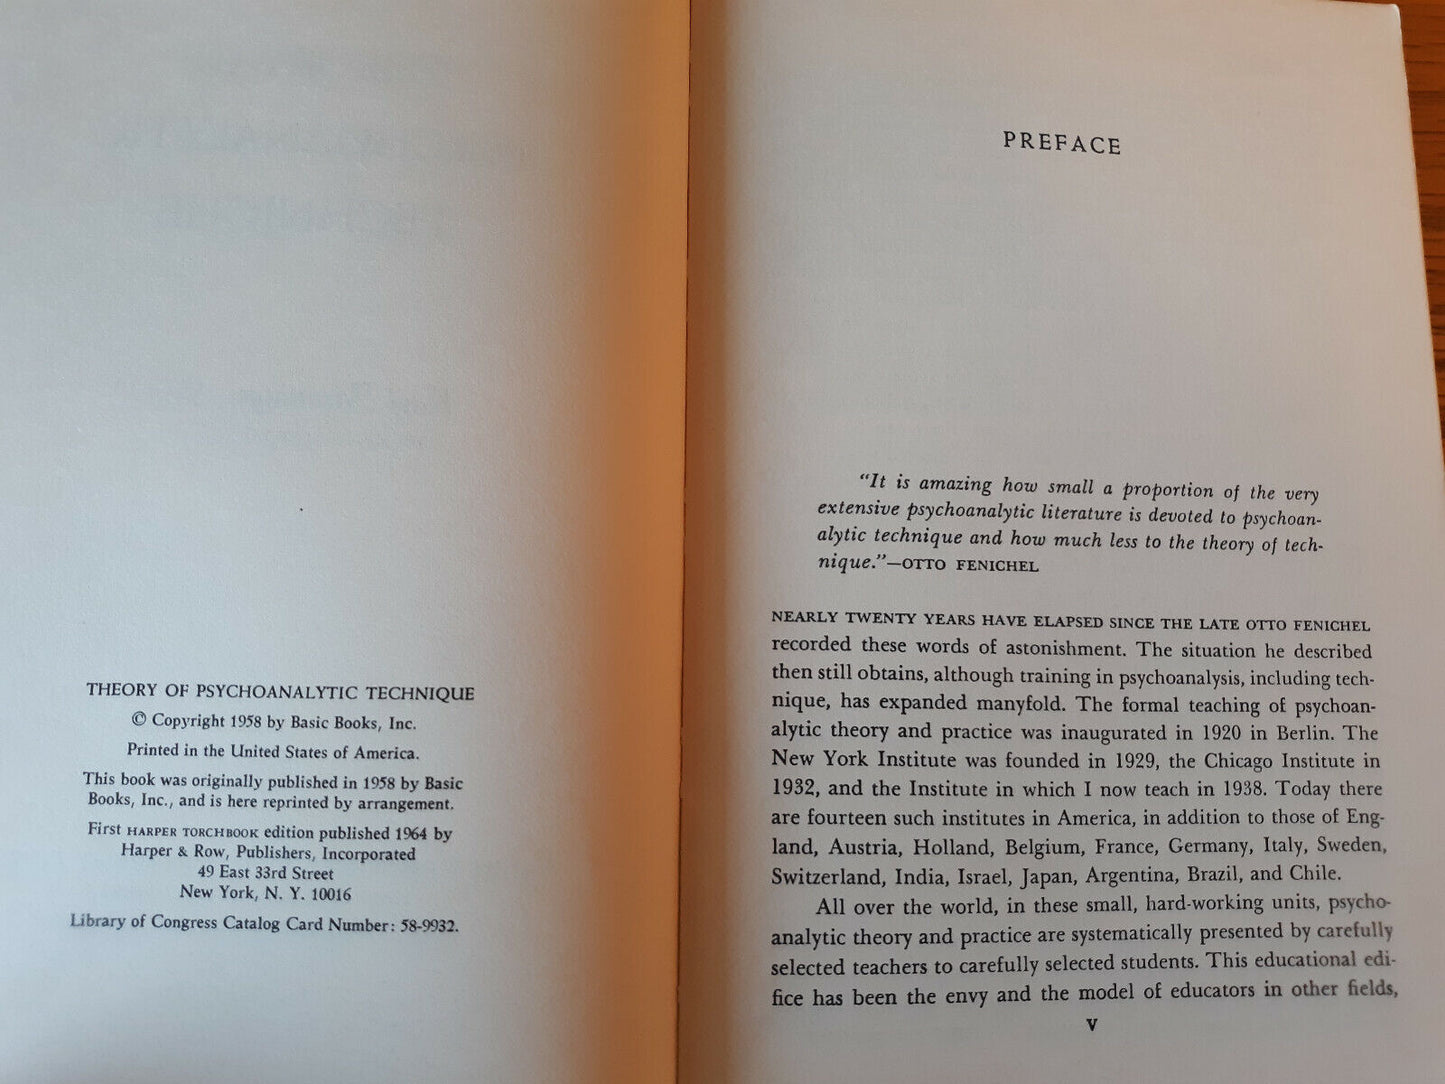 THEORY OF PSYCHOANALYTIC TECHNIQUE
© Copyright 1958 by Basic Books, Inc.
Printed in the United States of America.
This book was originally published in 1958 by Basic
Books, Inc., and is here reprinted by arrangement.
First HARPER TORCHBOOK edition published 1964 by
Harper & Row, Publishers, Incorporated
49 East 33rd Street
New York, N. Y. 10016
Library of Congress Catalog Card Number: 58-9932.
PREFACE
"It is amazing how small a proportion of the very
extensive psychoanalytic literature is devoted to psychoan-
alytic technique and how much less to the theory of tech-
nique."—OTTO FENICHEL
NEARLY TWENTY YEARS HAVE ELAPSED SINCE THE LATE OTTO FENICHEL
recorded these words of astonishment. The situation he described
then still obtains, although training in psychoanalysis, including tech-
nique, has expanded manyfold. The formal teaching of psychoan-
alytic theory and practice was inaugurated in 1920 in Berlin. The
New York Institute was founded in 1929, the Chicago Institute in
1932, and the Institute in which I now teach in 1938. Today there
are fourteen such institutes in America, in addition to those of Eng-
land, Austria, Holland, Belgium, France, Germany, Italy, Sweden,
Switzerland, India, Israel, Japan, Argentina, Brazil, and Chile.
All over the world, in these small, hard-working units, psycho-
analytic theory and practice are systematically presented by carefully
selected teachers to carefully selected students. This educational edi-
fice has been the envy and the model of educators in other fields,
V